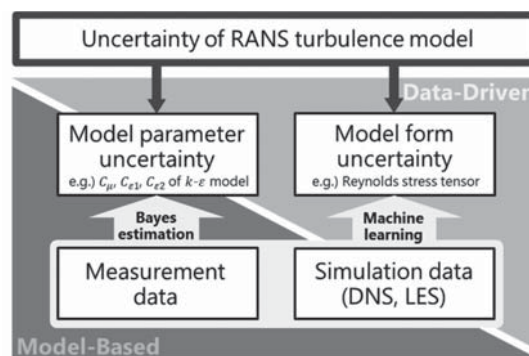 Uncertainty of RANS turbulence model
Data-Driven
Model parameter
uncertainty
e.g.) Cμ, Cε1, Cε2 of k-ε model
Model form
uncertainty
e.g.) Reynolds stress tensor
Bayes
estimation
Machine
learning
Measurement
data
Simulation data
(DNS, LES)
Model-Based